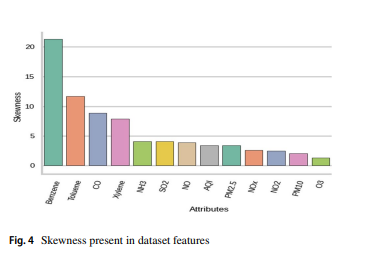 20
15
10
5
0
Skewness
Benzene
Toluene
CO
Xylene
NH3
SO2
NO
AQI
PM2.5
NOx
NO2
PM10
O3
Attributes
Fig. 4 Skewness present in dataset features